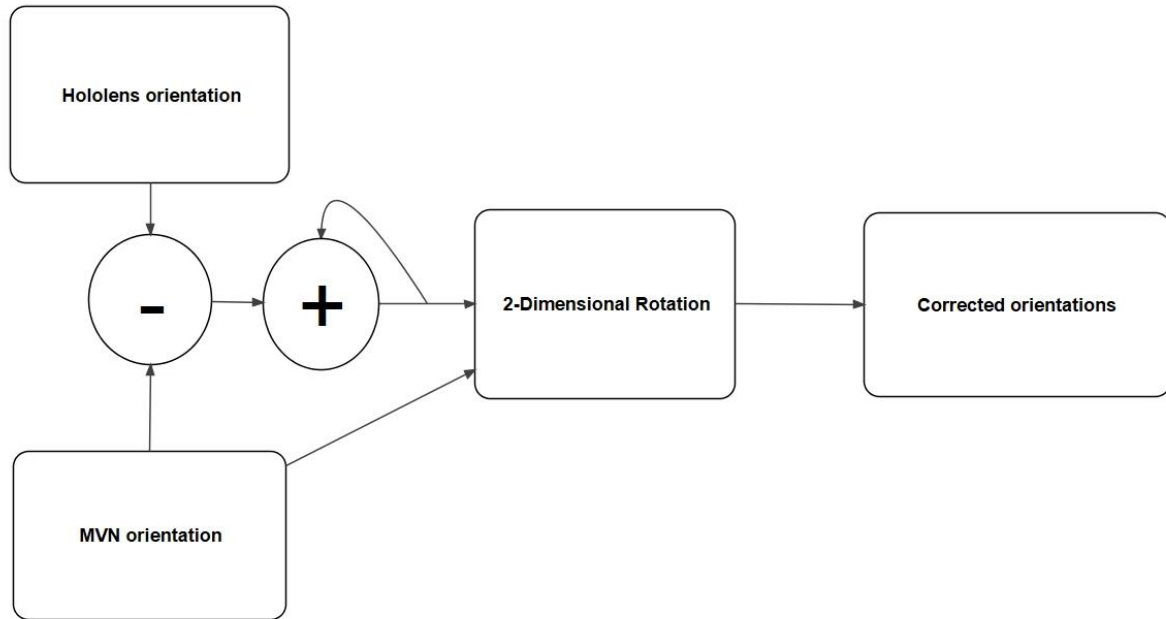 Hololens orientation
-
+
2-Dimensional Rotation
Corrected orientations
MVN orientation